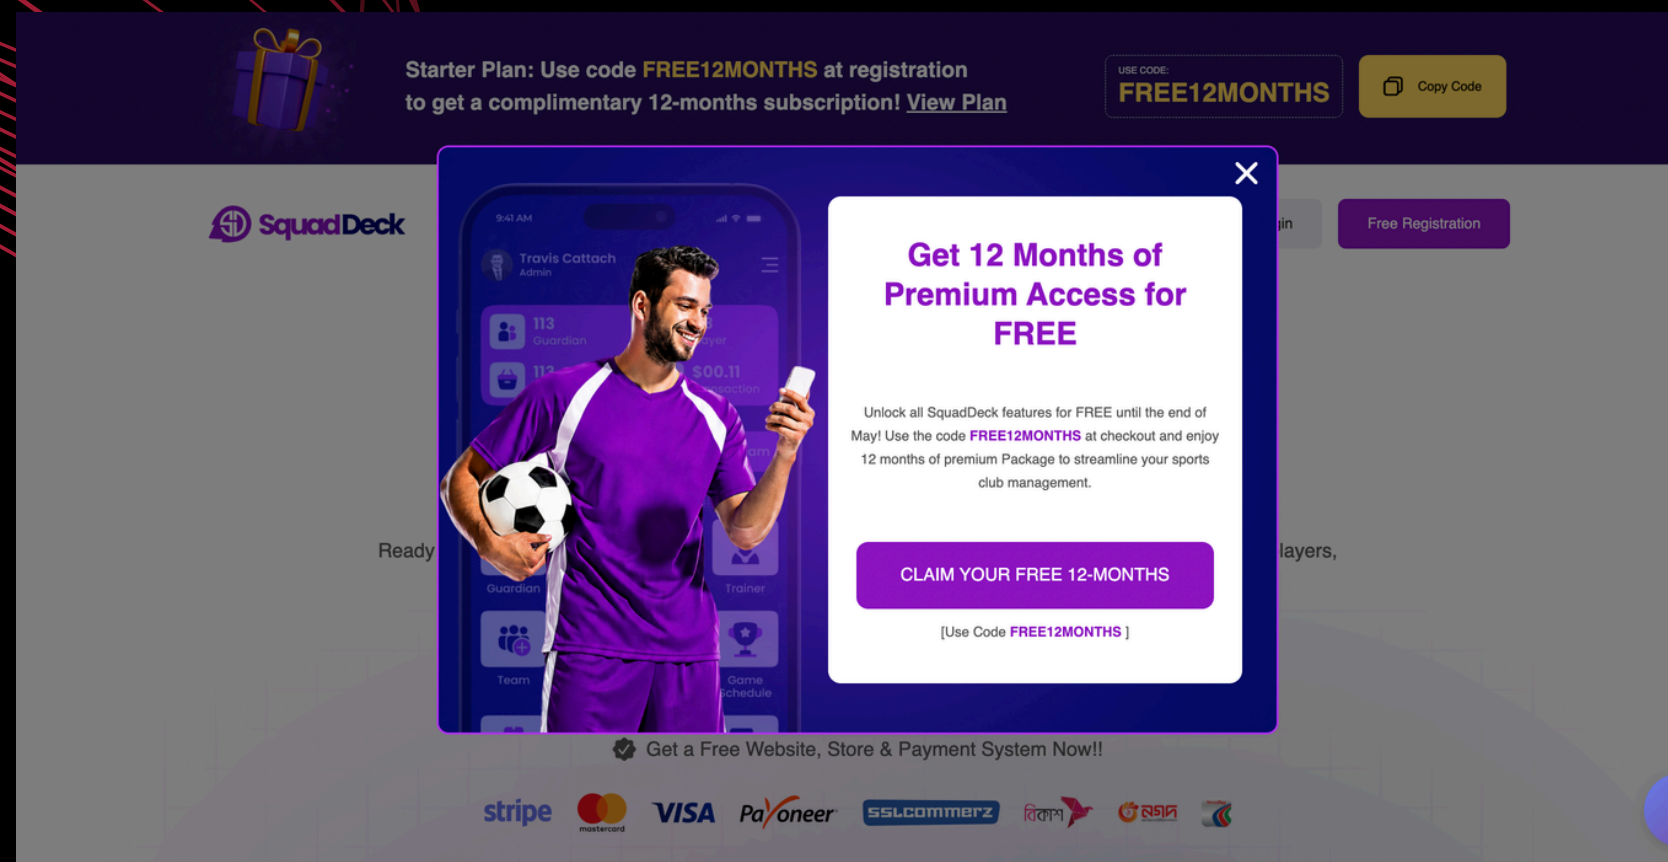 Starter Plan: Use code FREE12MONTHS at registration
to get a complimentary 12-months subscription! View Plan
USE CODE:
FREE12MONTHS
Copy Code
SquadDeck
Free Registration
9:41 AM
Travis Cattach
Admin
113
Guardian
$00.11
Guardian
Trainer
Team
Game
Schedule
Get 12 Months of
Premium Access for
FREE
Unlock all SquadDeck features for FREE until the end of
May! Use the code FREE12MONTHS at checkout and enjoy
12 months of premium Package to streamline your sports
club management.
CLAIM YOUR FREE 12-MONTHS
[Use Code FREE12MONTHS ]
Ready
layers,
Get a Free Website, Store & Payment System Now!!
stripe
mastercard
VISA
Payoneer
SSLCOMMERZ
বিকাশ
নগদ